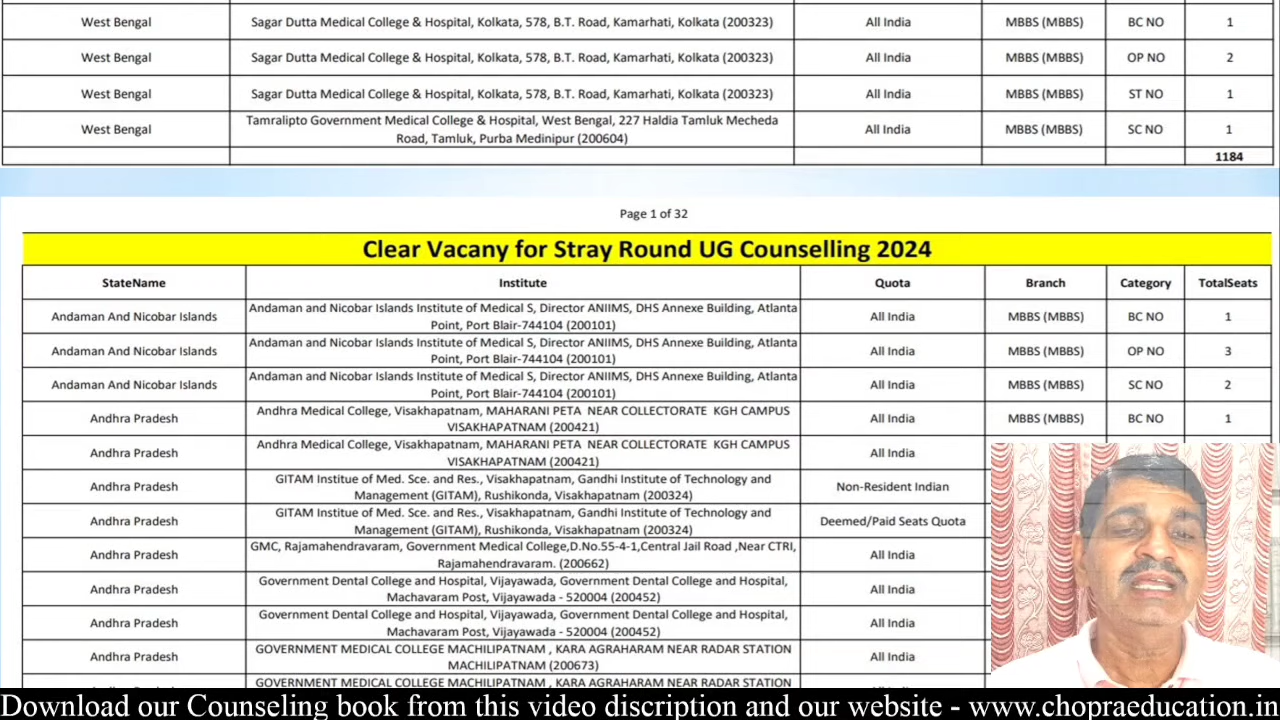 West Bengal Sagar Dutta Medical College & Hospital, Kolkata, 578, B.T. Road, Kamarhati, Kolkata (200323) All India MBBS (MBBS) BC NO 1
West Bengal Sagar Dutta Medical College & Hospital, Kolkata, 578, B.T. Road, Kamarhati, Kolkata (200323) All India MBBS (MBBS) OP NO 2
West Bengal Sagar Dutta Medical College & Hospital, Kolkata, 578, B.T. Road, Kamarhati, Kolkata (200323) All India MBBS (MBBS) ST NO 1
West Bengal Tamralipto Government Medical College & Hospital, West Bengal, 227 Haldia Tamluk Mecheda All India MBBS (MBBS) SC NO 1
Road, Tamluk, Purba Medinipur (200604)
1184
Page 1 of 32
Clear Vacany for Stray Round UG Counselling 2024
StateName Institute Quota Branch Category TotalSeats
Andaman And Nicobar Islands Andaman and Nicobar Islands Institute of Medical S, Director ANIIMS, DHS Annexe Building, Atlanta All India MBBS (MBBS) BC NO 1
Point, Port Blair-744104 (200101)
Andaman And Nicobar Islands Andaman and Nicobar Islands Institute of Medical S, Director ANIIMS, DHS Annexe Building, Atlanta All India MBBS (MBBS) OP NO 3
Point, Port Blair-744104 (200101)
Andaman And Nicobar Islands Andaman and Nicobar Islands Institute of Medical S, Director ANIIMS, DHS Annexe Building, Atlanta All India MBBS (MBBS) SC NO 2
Point, Port Blair-744104 (200101)
Andhra Pradesh Andhra Medical College, Visakhapatnam, MAHARANI PETA NEAR COLLECTORATE KGH CAMPUS All India MBBS (MBBS) BC NO 1
VISAKHAPATNAM (200421)
Andhra Pradesh Andhra Medical College, Visakhapatnam, MAHARANI PETA NEAR COLLECTORATE KGH CAMPUS All India
VISAKHAPATNAM (200421)
Andhra Pradesh GITAM Institue of Med. Sce. and Res., Visakhapatnam, Gandhi Institute of Technology and Non-Resident Indian
Management (GITAM), Rushikonda, Visakhapatnam (200324)
Andhra Pradesh GITAM Institue of Med. Sce. and Res., Visakhapatnam, Gandhi Institute of Technology and Deemed/Paid Seats Quota
Management (GITAM), Rushikonda, Visakhapatnam (200324)
Andhra Pradesh GMC, Rajamahendravaram, Government Medical College,D.No.55-4-1,Central Jail Road ,Near CTRI, All India
Rajamahendravaram. (200662)
Andhra Pradesh Government Dental College and Hospital, Vijayawada, Government Dental College and Hospital, All India
Machavaram Post, Vijayawada - 520004 (200452)
Andhra Pradesh Government Dental College and Hospital, Vijayawada, Government Dental College and Hospital, All India
Machavaram Post, Vijayawada - 520004 (200452)
Andhra Pradesh GOVERNMENT MEDICAL COLLEGE MACHILIPATNAM , KARA AGRAHARAM NEAR RADAR STATION All India
MACHILIPATNAM (200673)
GOVERNMENT MEDICAL COLLEGE MACHILIPATNAM , KARA AGRAHARAM NEAR RADAR STATION
Download our Counseling book from this video discription and our website - www.chopraeducation.in